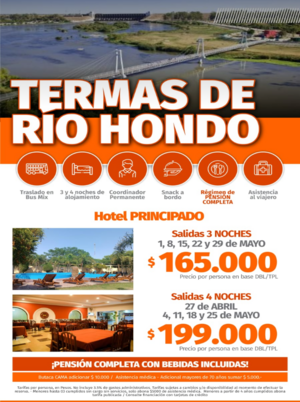 TERMAS DE
RÍO HONDO
Traslado en
Bus Mix
3 y 4 noches de
alojamiento
Coordinador
Permanente
Snack a
bordo
Régimen de
PENSIÓN
COMPLETA
Asistencia
al viajero
Hotel PRINCIPADO
Salidas 3 NOCHES
1, 8, 15, 22 y 29 de MAYO
$165.000
Precio por persona en base DBL/TPL
Salidas 4 NOCHES
27 de ABRIL
4, 11, 18 y 25 de MAYO
$199.000
Precio por persona en base DBL/TPL
¡PENSIÓN COMPLETA CON BEBIDAS INCLUIDAS!